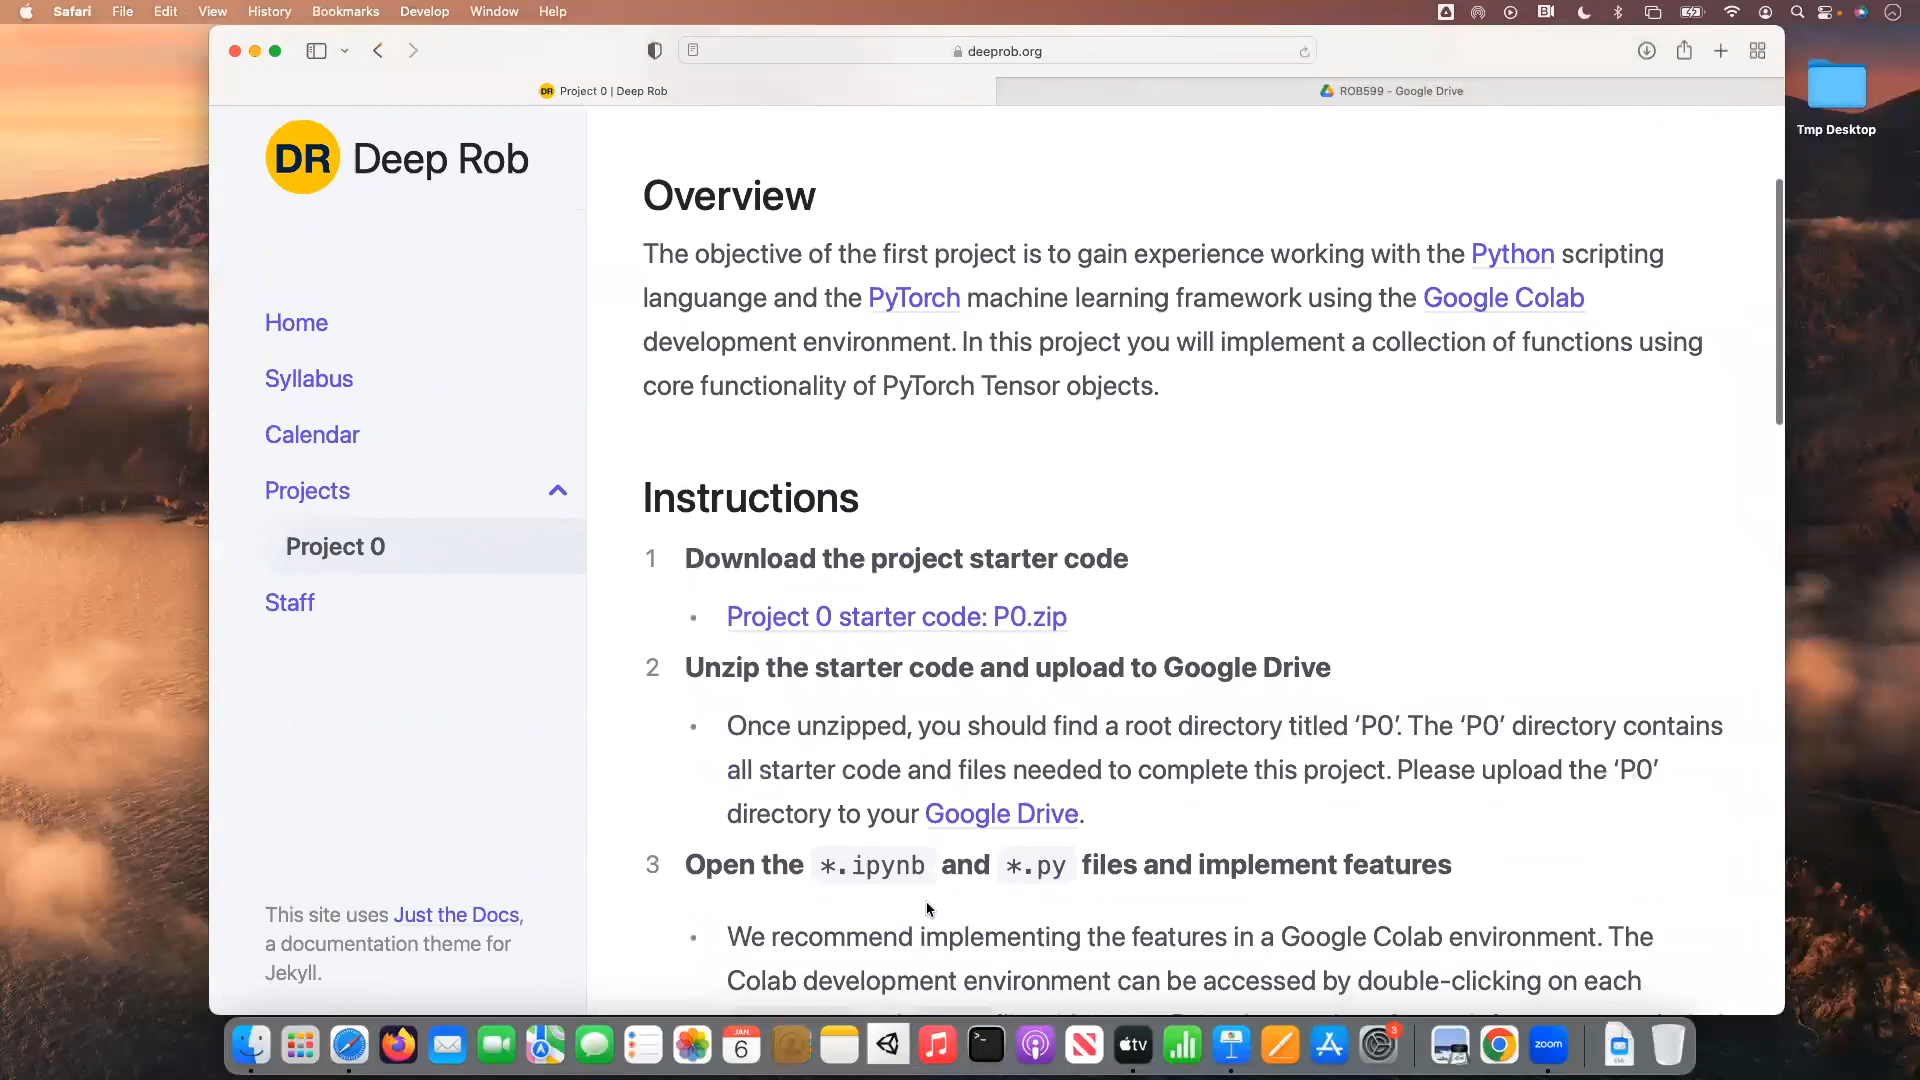 Safari File Edit View History Bookmarks Develop Window Help
deeprob.org
DR Project 0 | Deep Rob
ROB599 - Google Drive
Tmp Desktop
DR Deep Rob
Home
Syllabus
Calendar
Projects
Project 0
Staff
This site uses Just the Docs,
a documentation theme for
Jekyll.
Overview
The objective of the first project is to gain experience working with the Python scripting
languange and the PyTorch machine learning framework using the Google Colab
development environment. In this project you will implement a collection of functions using
core functionality of PyTorch Tensor objects.
Instructions
1 Download the project starter code
• Project 0 starter code: P0.zip
2 Unzip the starter code and upload to Google Drive
• Once unzipped, you should find a root directory titled ‘P0’. The ‘P0’ directory contains
all starter code and files needed to complete this project. Please upload the ‘P0’
directory to your Google Drive.
3 Open the *.ipynb and *.py files and implement features
• We recommend implementing the features in a Google Colab environment. The
Colab development environment can be accessed by double-clicking on each
JAN
6
tv
3
zoom